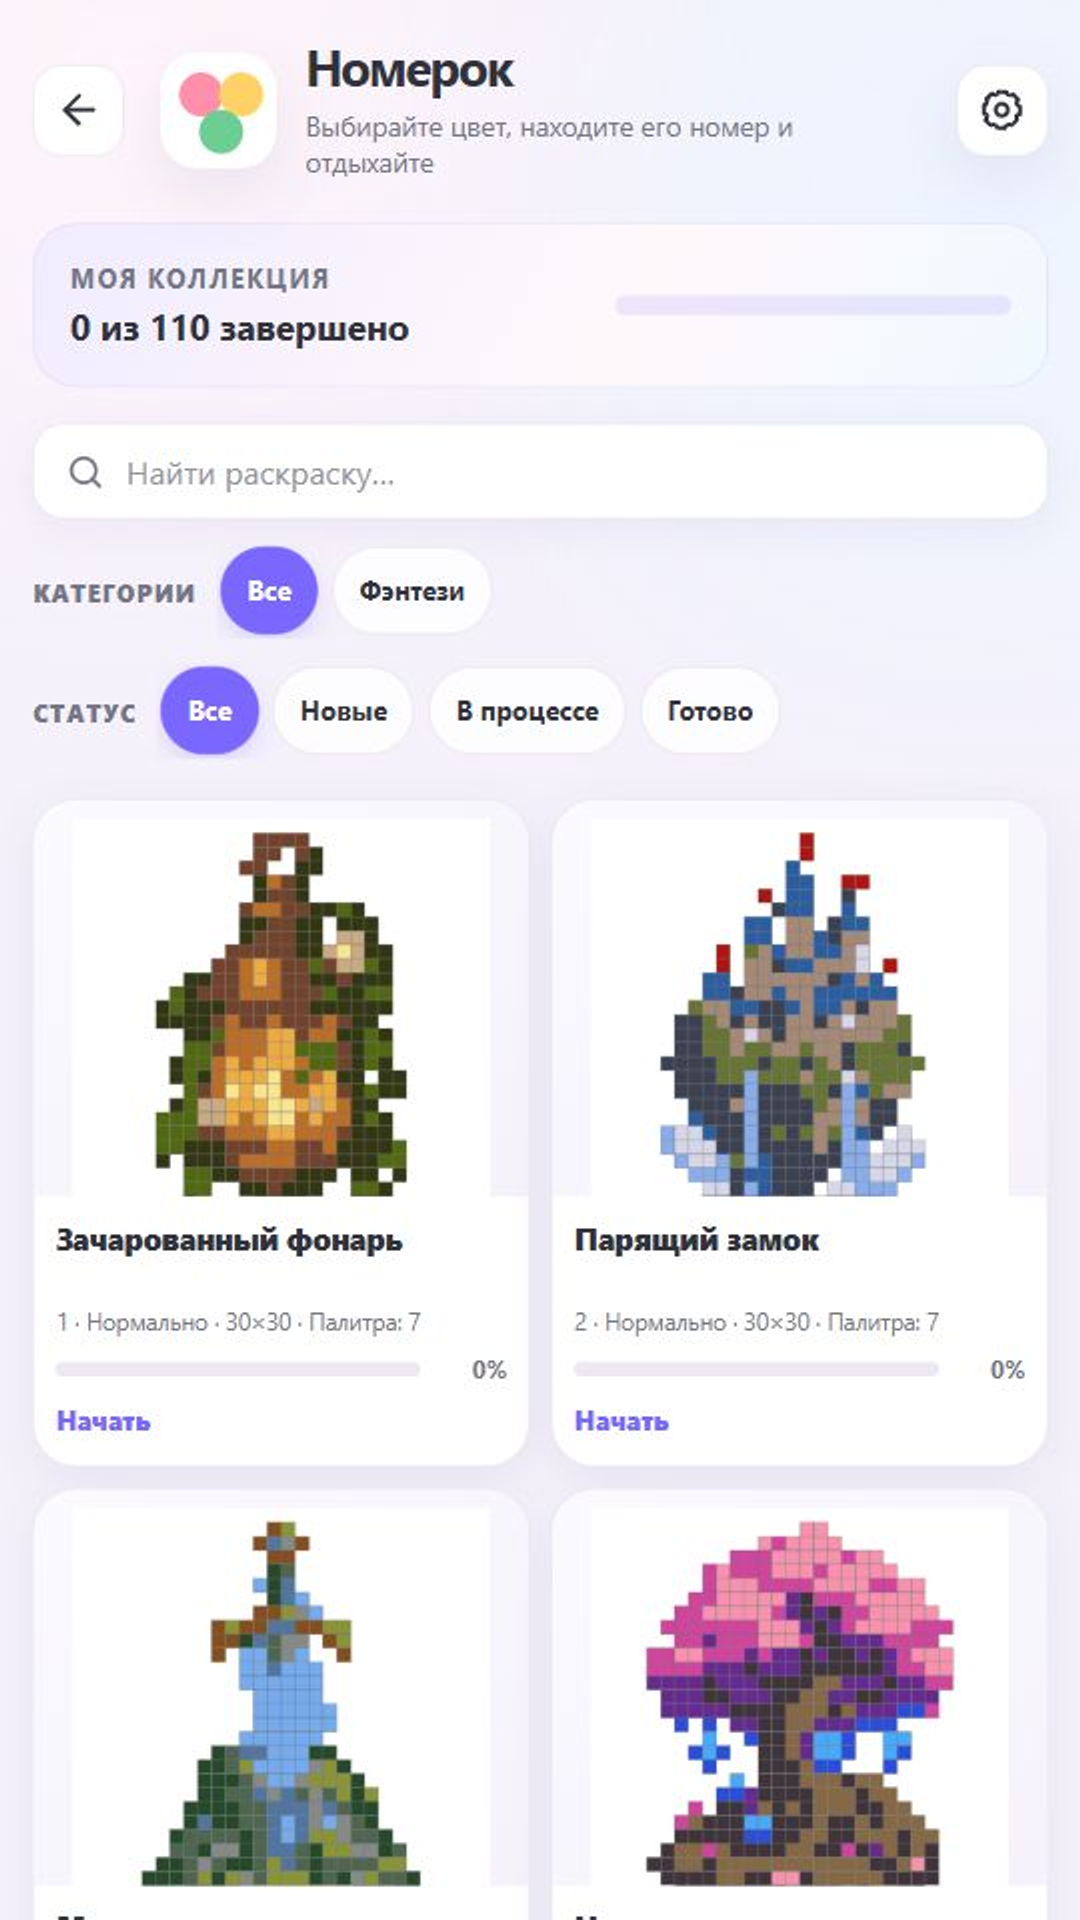 Номерок
Выбирайте цвет, находите его номер и
отдыхайте
МОЯ КОЛЛЕКЦИЯ
0 из 110 завершено
Найти раскраску...
КАТЕГОРИИ Все Фэнтези
СТАТУС Все Новые В процессе Готово
Зачарованный фонарь
1 · Нормально · 30×30 · Палитра: 7
0%
Начать
Парящий замок
2 · Нормально · 30×30 · Палитра: 7
0%
Начать